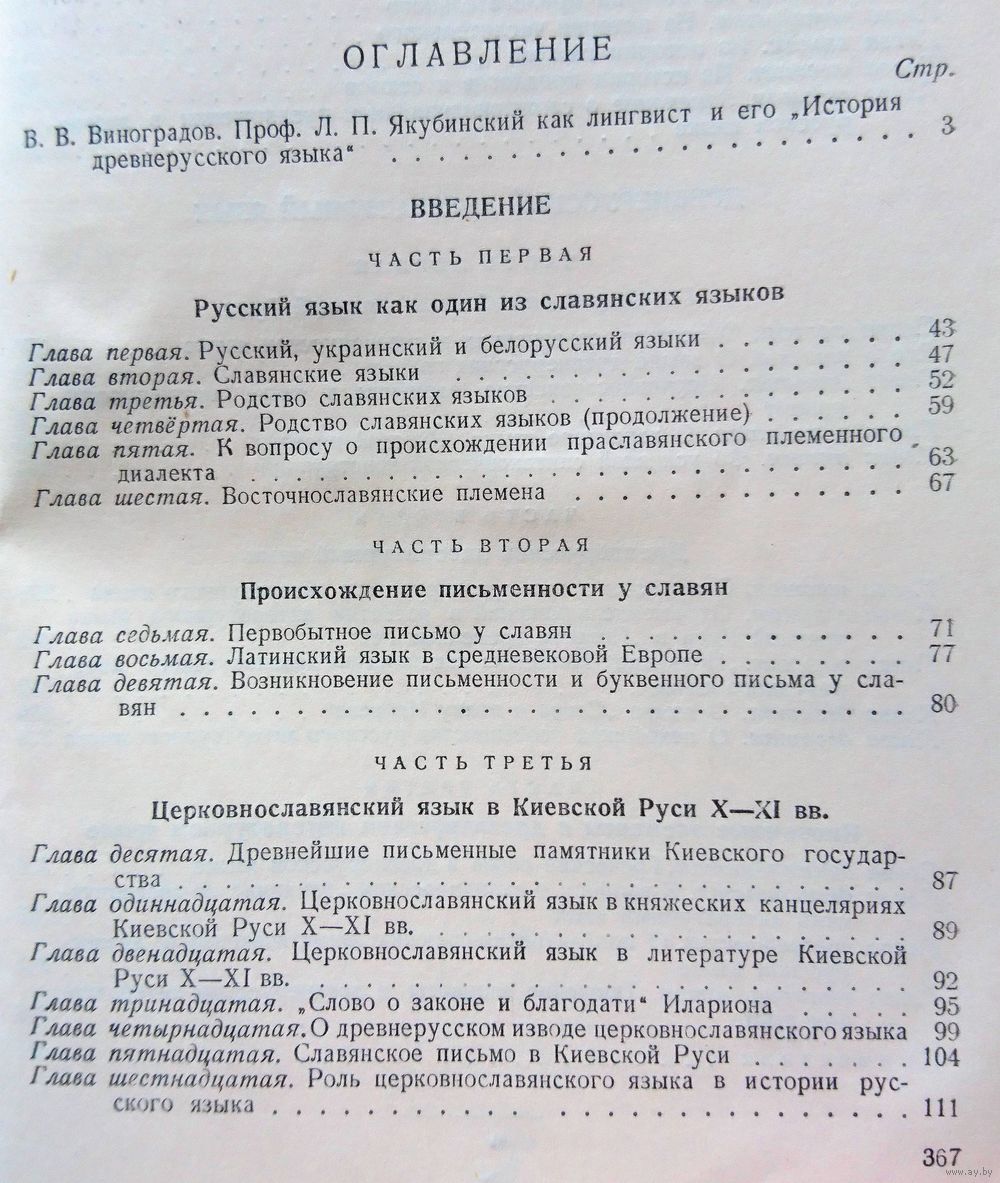 ОГЛАВЛЕНИЕ
Стр.
В. В. Виноградов. Проф. Л. П. Якубинский как лингвист и его „История
древнерусского языка“ . . . . . . . . . . . . . . . . . . . . 3
ВВЕДЕНИЕ
ЧАСТЬ ПЕРВАЯ
Русский язык как один из славянских языков
Глава первая. Русский, украинский и белорусский языки . . . . . . . . 43
Глава вторая. Славянские языки . . . . . . . . . . . . . . . . . 47
Глава третья. Родство славянских языков . . . . . . . . . . . . . 52
Глава четвёртая. Родство славянских языков (продолжение) . . . . . . 59
Глава пятая. К вопросу о происхождении праславянского племенного
диалекта . . . . . . . . . . . . . . . . . . . . . . . . . 63
Глава шестая. Восточнославянские племена . . . . . . . . . . . . . 67
ЧАСТЬ ВТОРАЯ
Происхождение письменности у славян
Глава седьмая. Первобытное письмо у славян . . . . . . . . . . . . 71
Глава восьмая. Латинский язык в средневековой Европе . . . . . . . . 77
Глава девятая. Возникновение письменности и буквенного письма у сла-
вян . . . . . . . . . . . . . . . . . . . . . . . . . . . 80
ЧАСТЬ ТРЕТЬЯ
Церковнославянский язык в Киевской Руси X—XI вв.
Глава десятая. Древнейшие письменные памятники Киевского государ-
ства . . . . . . . . . . . . . . . . . . . . . . . . . . . 87
Глава одиннадцатая. Церковнославянский язык в княжеских канцеляриях
Киевской Руси X—XI вв. . . . . . . . . . . . . . . . . . . 89
Глава двенадцатая. Церковнославянский язык в литературе Киевской
Руси X—XI вв. . . . . . . . . . . . . . . . . . . . . . . 92
Глава тринадцатая. „Слово о законе и благодати“ Илариона . . . . . 95
Глава четырнадцатая. О древнерусском изводе церковнославянского языка 99
Глава пятнадцатая. Славянское письмо в Киевской Руси . . . . . . . 104
Глава шестнадцатая. Роль церковнославянского языка в истории рус-
ского языка . . . . . . . . . . . . . . . . . . . . . . . 111
367
www.ay.by